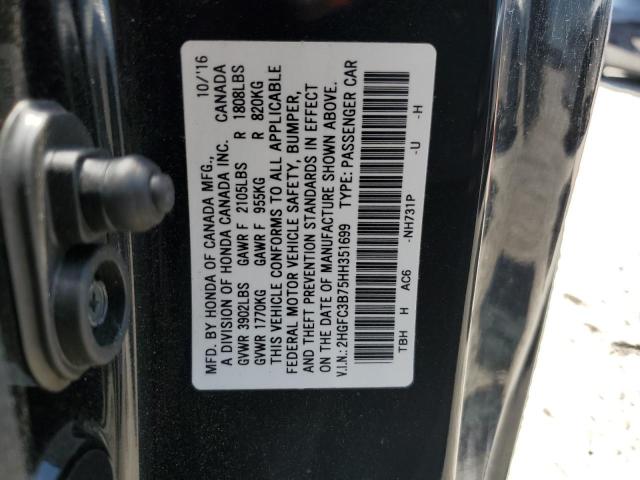 MFD. BY HONDA OF CANADA MFG., 10/'16
A DIVISION OF HONDA CANADA INC. CANADA
GVWR 3902LBS GAWR F 2105LBS R 1808LBS
GVWR 1770KG GAWR F 955KG R 820KG
THIS VEHICLE CONFORMS TO ALL APPLICABLE
FEDERAL MOTOR VEHICLE SAFETY, BUMPER,
AND THEFT PREVENTION STANDARDS IN EFFECT
ON THE DATE OF MANUFACTURE SHOWN ABOVE.
V.I.N.: 2HGFC3B75HH351699 TYPE: PASSENGER CAR
TBH H AC6 -NH731P -U -H